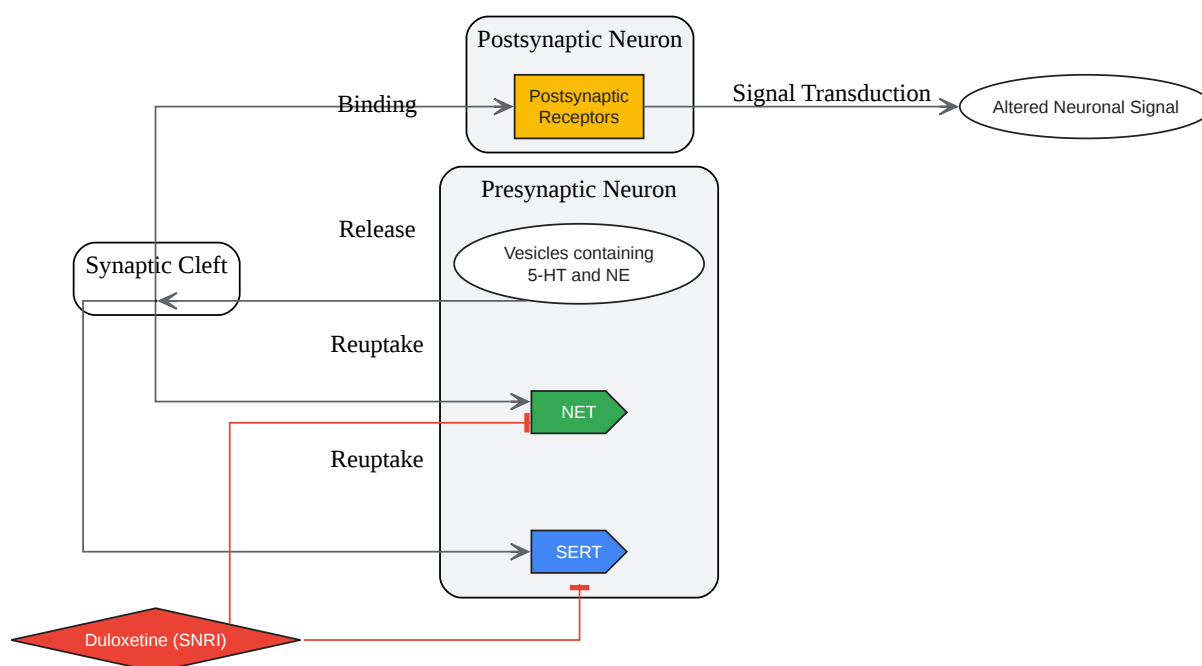 Postsynaptic Neuron
Binding
Postsynaptic
Receptors
Signal Transduction
Altered Neuronal Signal
Presynaptic Neuron
Release
Vesicles containing
5-HT and NE
Synaptic Cleft
Reuptake
NET
Reuptake
SERT
Duloxetine (SNRI)